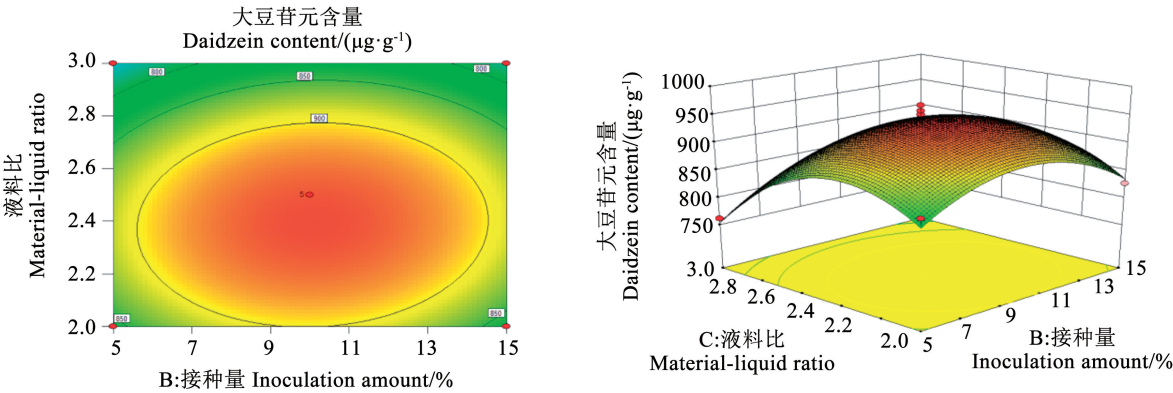 大豆苷元含量
Daidzein content/(μg·g⁻¹)
液料比
Material-liquid ratio
3.0
2.8
2.6
2.4
2.2
2.0
800
850
800
900
5
850
850
5 7 9 11 13 15
B:接种量 Inoculation amount/%
大豆苷元含量
Daidzein content/(μg·g⁻¹)
1000
950
900
850
800
750
3.0
2.8
2.6
2.4
2.2
2.0
5
7
9
11
13
15
C:液料比
Material-liquid ratio
B:接种量
Inoculation amount/%